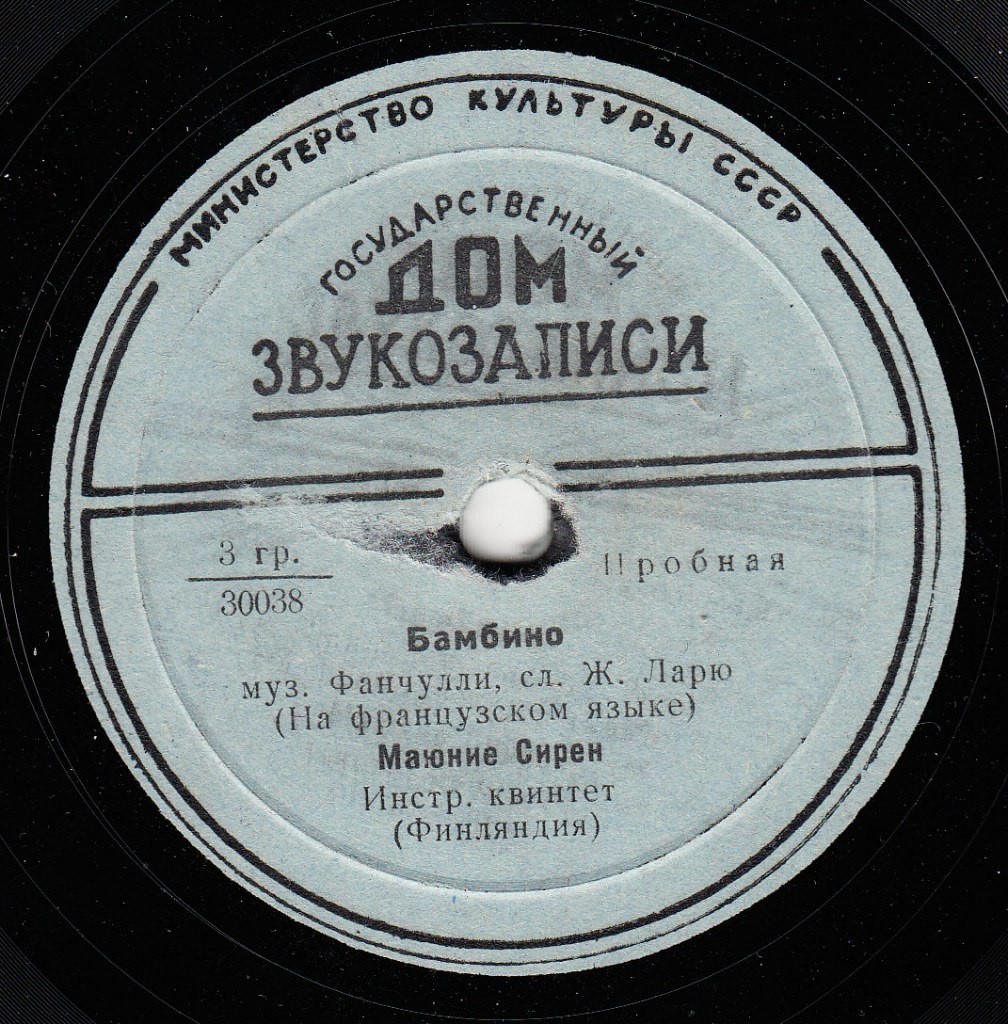 МИНИСТЕРСТВО КУЛЬТУРЫ СССР
ГОСУДАРСТВЕННЫЙ
ДОМ
ЗВУКОЗАПИСИ
3 гр.
30038
Пробная
Бамбино
муз. Фанчулли, сл. Ж. Ларю
(На французском языке)
Маюние Сирен
Инстр. квинтет
(Финляндия)